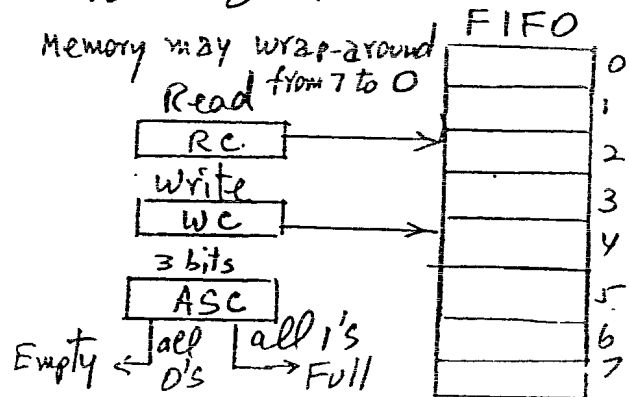 FIFO
Memory may wrap-around
from 7 to 0
Read
RC.
Write
WC
3 bits
ASC
Empty all 0's all 1's Full
0
1
2
3
4
5
6
7